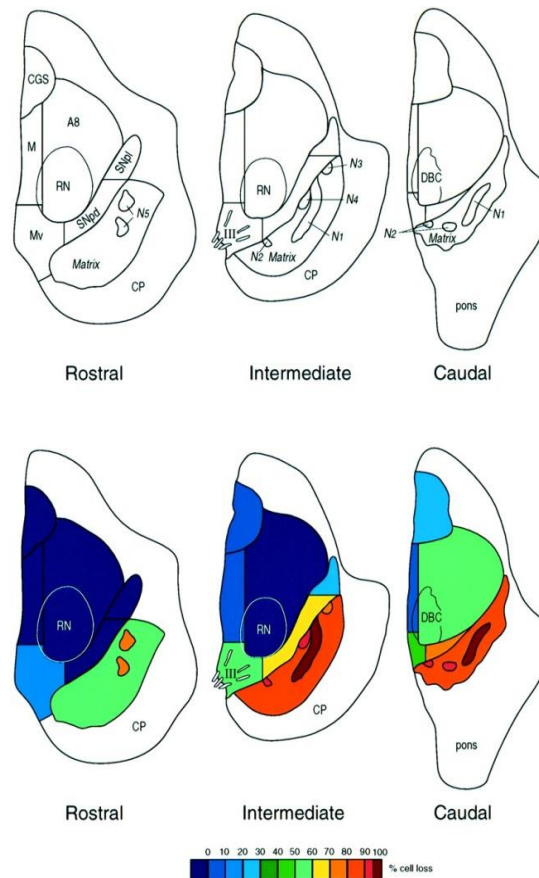 CGS
A8
M
RN
SNpl
SNpd
N5
Mv
Matrix
CP
Rostral
RN
N3
N4
III
N1
N2 Matrix
CP
Intermediate
DBC
N1
N2
Matrix
pons
Caudal
RN
CP
Rostral
RN
III
CP
Intermediate
DBC
pons
Caudal
0 10 20 30 40 50 60 70 80 90 100
% cell loss